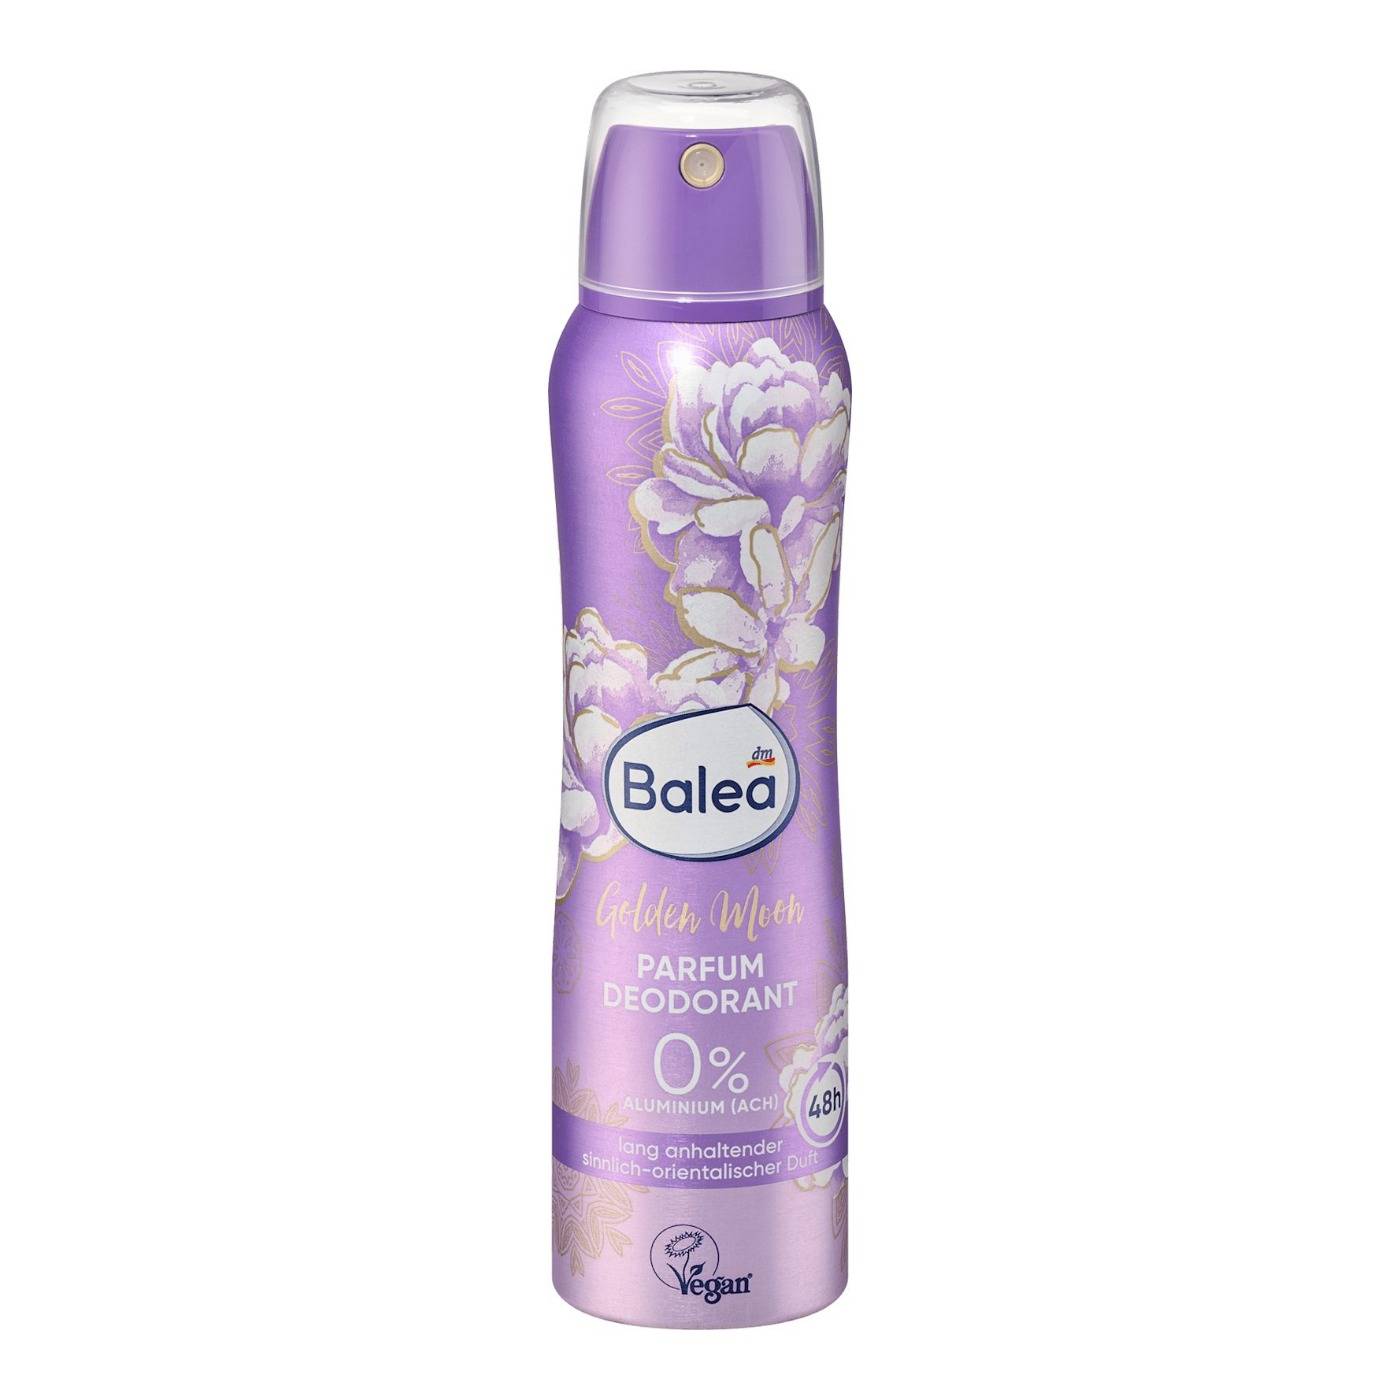 dm
Balea
Golden Moon
PARFUM
DEODORANT
0%
ALUMINIUM (ACH)
48h
lang anhaltender
sinnlich-orientalischer Duft
Vegan